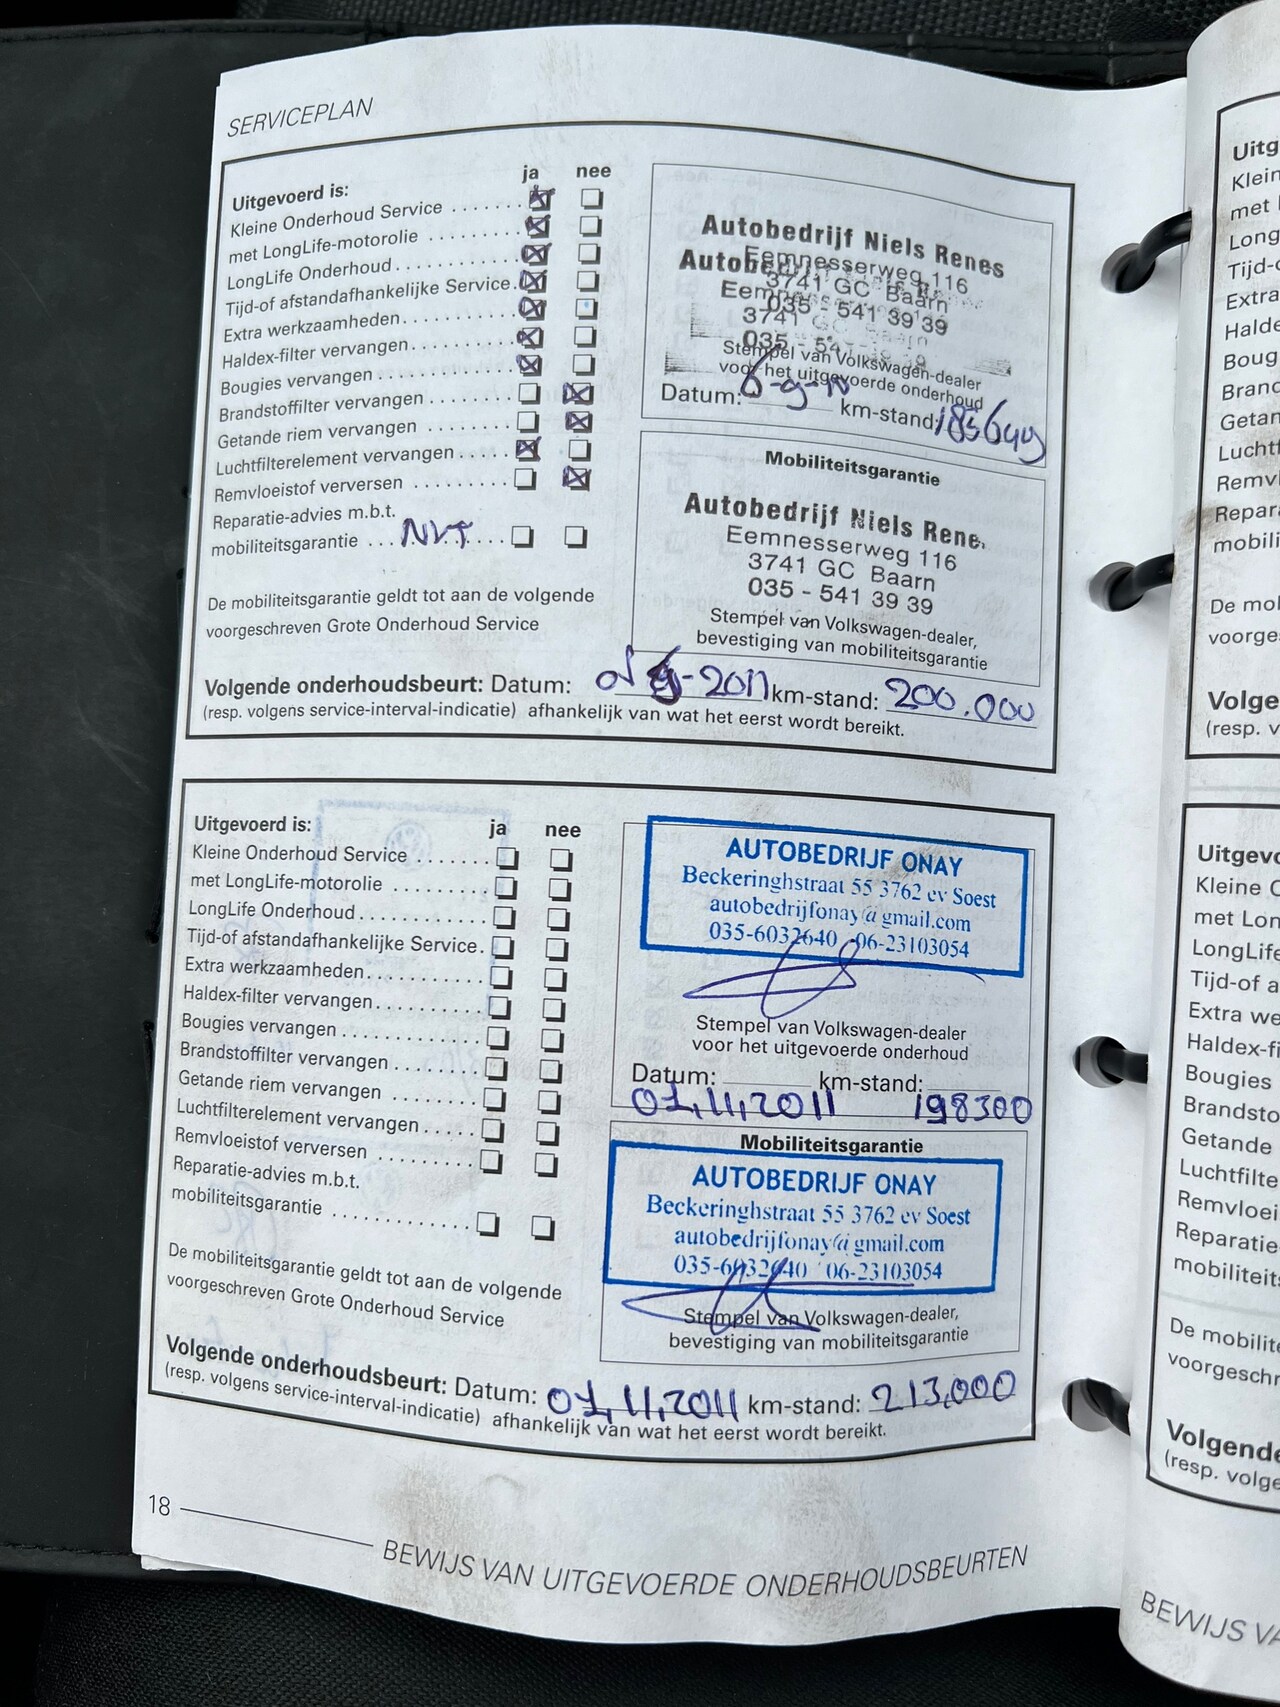 SERVICEPLAN
Uitgevoerd is: ja nee
Kleine Onderhoud Service
met LongLife-motorolie
LongLife Onderhoud
Tijd-of afstandafhankelijke Service
Extra werkzaamheden
Haldex-filter vervangen
Bougies vervangen
Brandstoffilter vervangen
Getande riem vervangen
Luchtfilterelement vervangen
Remvloeistof verversen
Reparatie-advies m.b.t.
mobiliteitsgarantie NVT
De mobiliteitsgarantie geldt tot aan de volgende
voorgeschreven Grote Onderhoud Service
Autobedrijf Niels Renes
Eemnesserweg 116
3741 GC Baarn
035 - 541 39 39
Stempel van Volkswagen-dealer
voor het uitgevoerde onderhoud
Datum: 6-9-10 km-stand: 185649
Mobiliteitsgarantie
Autobedrijf Niels Rene
Eemnesserweg 116
3741 GC Baarn
035 - 541 39 39
Stempel van Volkswagen-dealer,
bevestiging van mobiliteitsgarantie
Volgende onderhoudsbeurt: Datum: 2011 km-stand: 200.000
(resp. volgens service-interval-indicatie) afhankelijk van wat het eerst wordt bereikt.
Uitgevoerd is: ja nee
Kleine Onderhoud Service
met LongLife-motorolie
LongLife Onderhoud
Tijd-of afstandafhankelijke Service
Extra werkzaamheden
Haldex-filter vervangen
Bougies vervangen
Brandstoffilter vervangen
Getande riem vervangen
Luchtfilterelement vervangen
Remvloeistof verversen
Reparatie-advies m.b.t.
mobiliteitsgarantie
De mobiliteitsgarantie geldt tot aan de volgende
voorgeschreven Grote Onderhoud Service
AUTOBEDRIJF ONAY
Beckeringhstraat 55 3762 ev Soest
autobedrijfonay@gmail.com
035-6032640 06-23103054
Stempel van Volkswagen-dealer
voor het uitgevoerde onderhoud
Datum: km-stand:
01,11,2011 198300
Mobiliteitsgarantie
AUTOBEDRIJF ONAY
Beckeringhstraat 55 3762 ev Soest
autobedrijfonay@gmail.com
035-6032640 06-23103054
Stempel van Volkswagen-dealer,
bevestiging van mobiliteitsgarantie
Volgende onderhoudsbeurt: Datum: 01,11,2011 km-stand: 213,000
(resp. volgens service-interval-indicatie) afhankelijk van wat het eerst wordt bereikt.
18
BEWIJS VAN UITGEVOERDE ONDERHOUDSBEURTEN